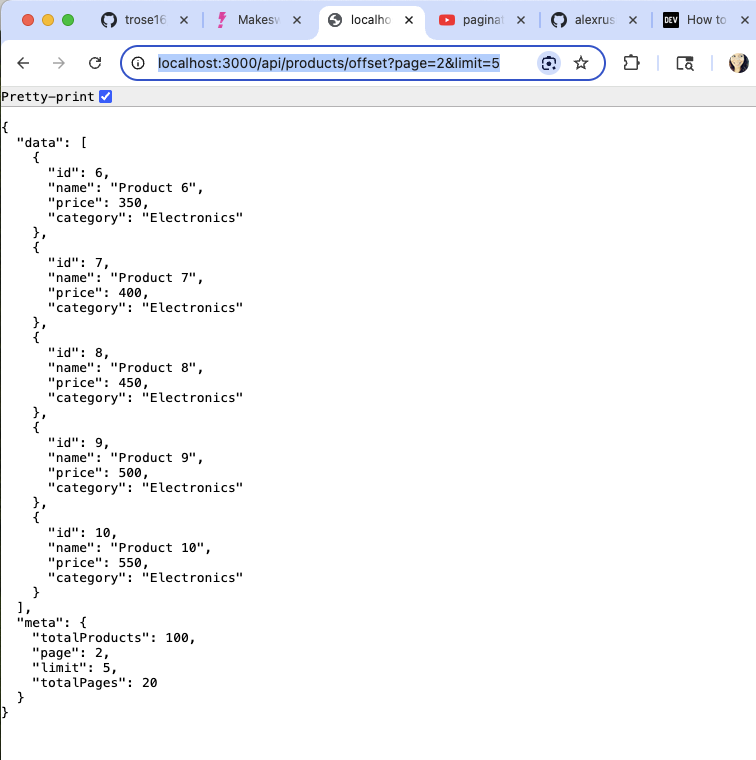 trose16
Makesw
localho
paginat
alexrus
DEV
How to
localhost:3000/api/products/offset?page=2&limit=5
Pretty-print
{
  "data": [
    {
      "id": 6,
      "name": "Product 6",
      "price": 350,
      "category": "Electronics"
    },
    {
      "id": 7,
      "name": "Product 7",
      "price": 400,
      "category": "Electronics"
    },
    {
      "id": 8,
      "name": "Product 8",
      "price": 450,
      "category": "Electronics"
    },
    {
      "id": 9,
      "name": "Product 9",
      "price": 500,
      "category": "Electronics"
    },
    {
      "id": 10,
      "name": "Product 10",
      "price": 550,
      "category": "Electronics"
    }
  ],
  "meta": {
    "totalProducts": 100,
    "page": 2,
    "limit": 5,
    "totalPages": 20
  }
}